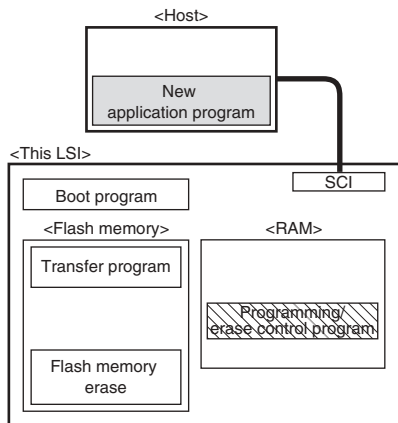 <Host>
New
application program
<This LSI>
SCI
Boot program
<Flash memory>
<RAM>
Transfer program
Programming/
erase control program
Flash memory
erase